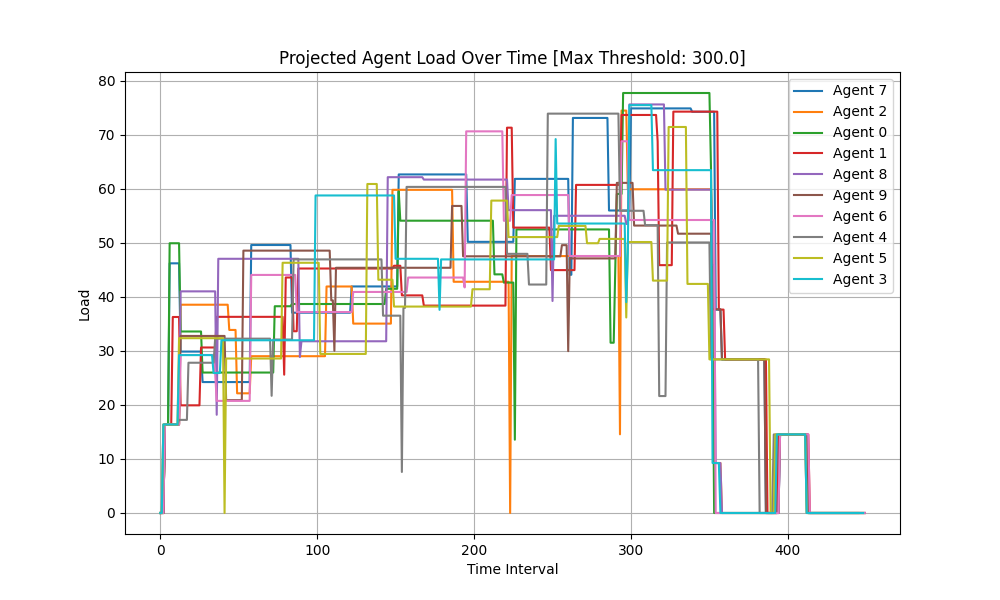 Projected Agent Load Over Time [Max Threshold: 300.0]
80
70
60
50
40
30
20
10
0
Load
0
100
200
300
400
Time Interval
Agent 7
Agent 2
Agent 0
Agent 1
Agent 8
Agent 9
Agent 6
Agent 4
Agent 5
Agent 3